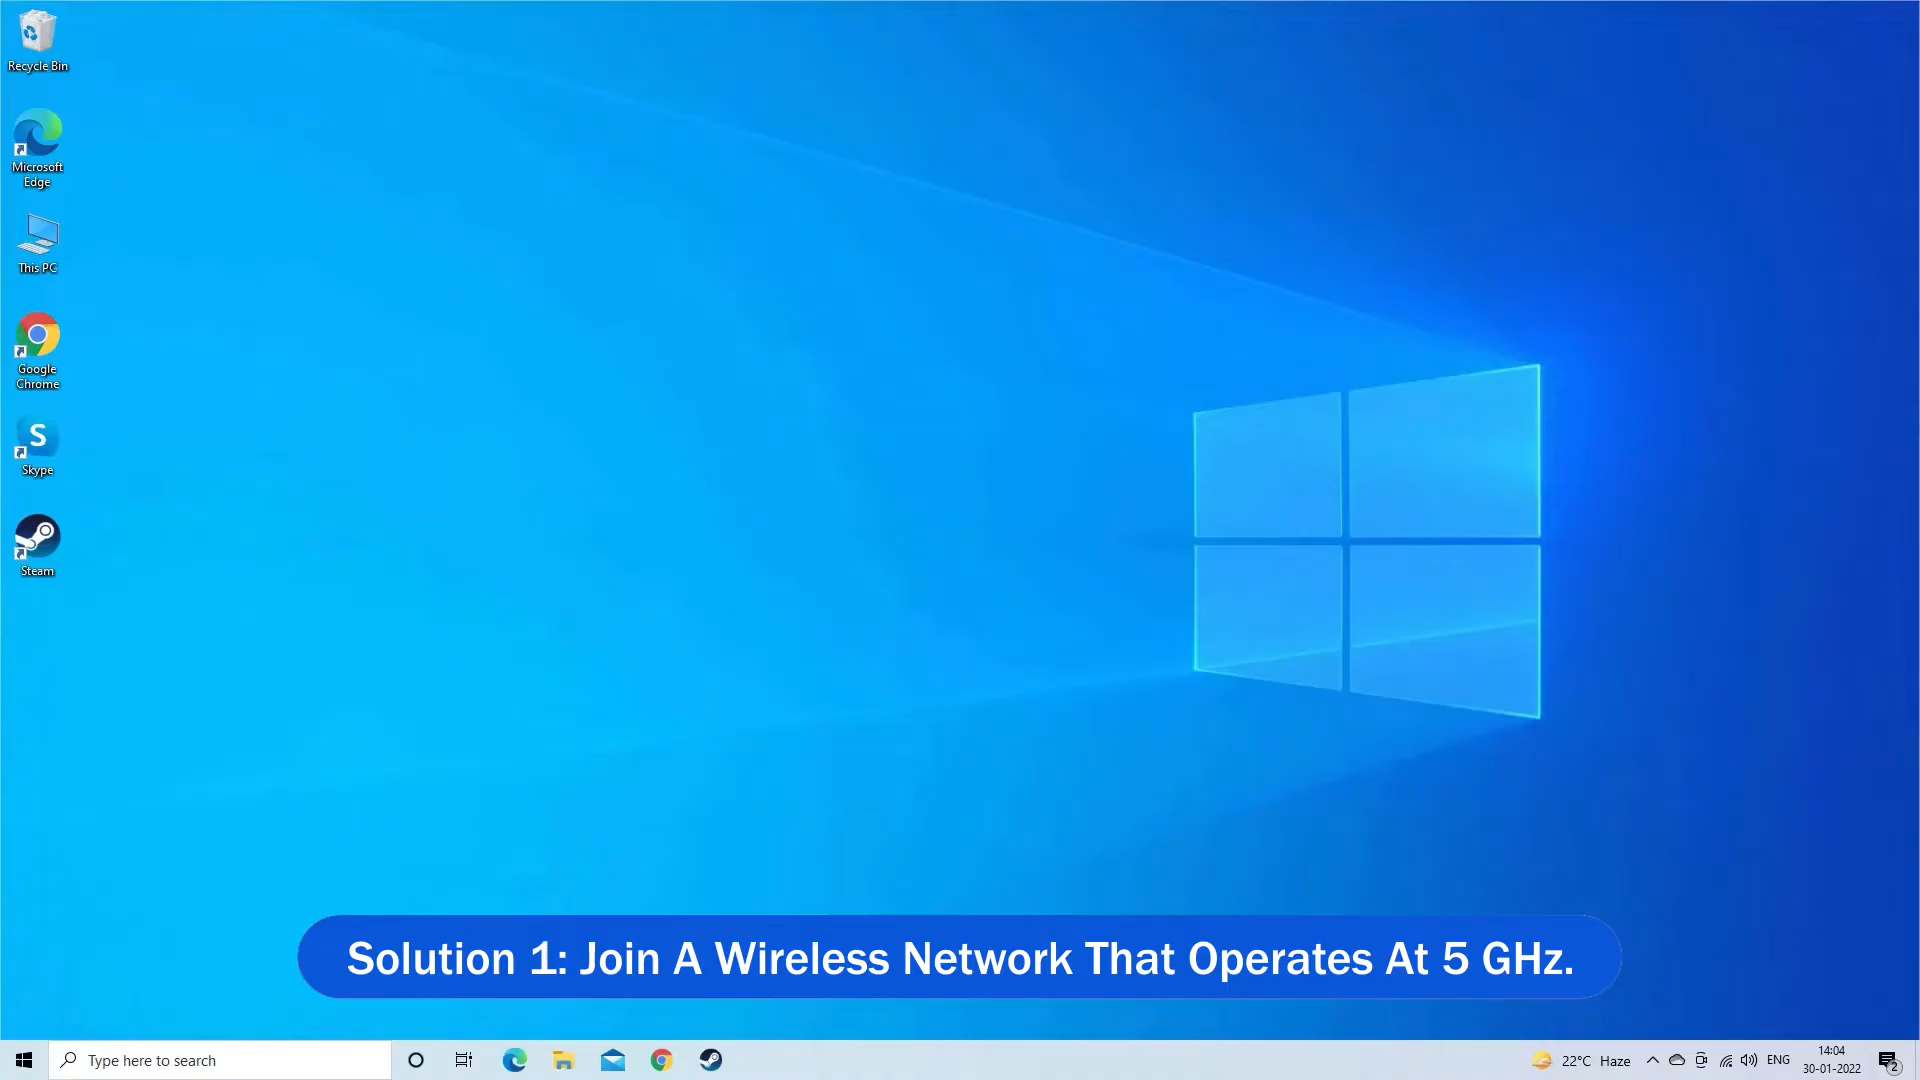 Recycle Bin
Microsoft
Edge
This PC
Google
Chrome
S
Skype
Steam
Solution 1: Join A Wireless Network That Operates At 5 GHz.
Type here to search
22°C Haze
ENG
14:04
30-01-2022
2